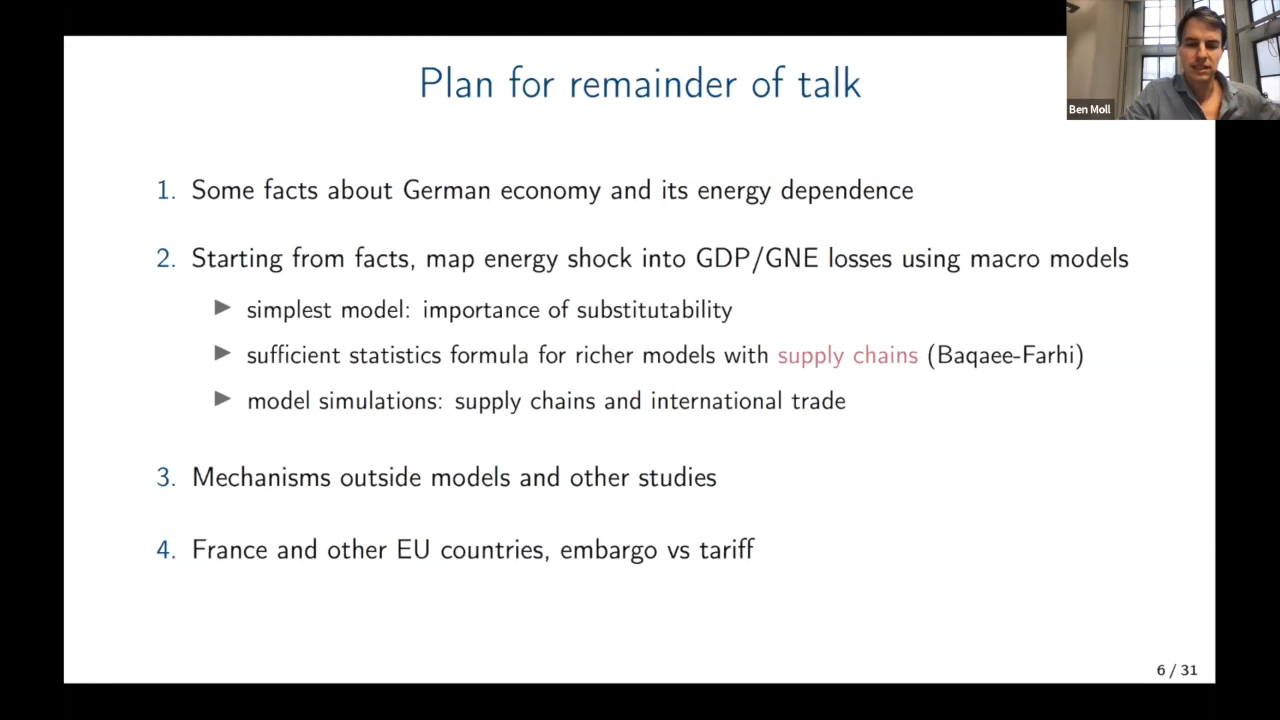 Plan for remainder of talk
Ben Moll
1. Some facts about German economy and its energy dependence
2. Starting from facts, map energy shock into GDP/GNE losses using macro models
▶ simplest model: importance of substitutability
▶ sufficient statistics formula for richer models with supply chains (Baqaee-Farhi)
▶ model simulations: supply chains and international trade
3. Mechanisms outside models and other studies
4. France and other EU countries, embargo vs tariff
6 / 31